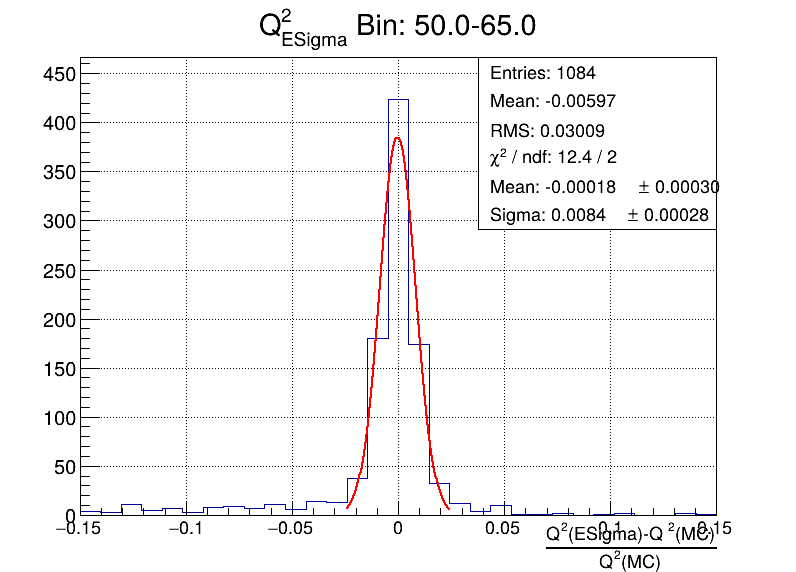 Q²ESigma Bin: 50.0-65.0
Entries: 1084
Mean: -0.00597
RMS: 0.03009
χ² / ndf: 12.4 / 2
Mean: -0.00018 ± 0.00030
Sigma: 0.0084 ± 0.00028
450
400
350
300
250
200
150
100
50
0
−0.15 −0.1 −0.05 0 0.05 0.1 0.15
Q²(ESigma)-Q²(MC)
Q²(MC)